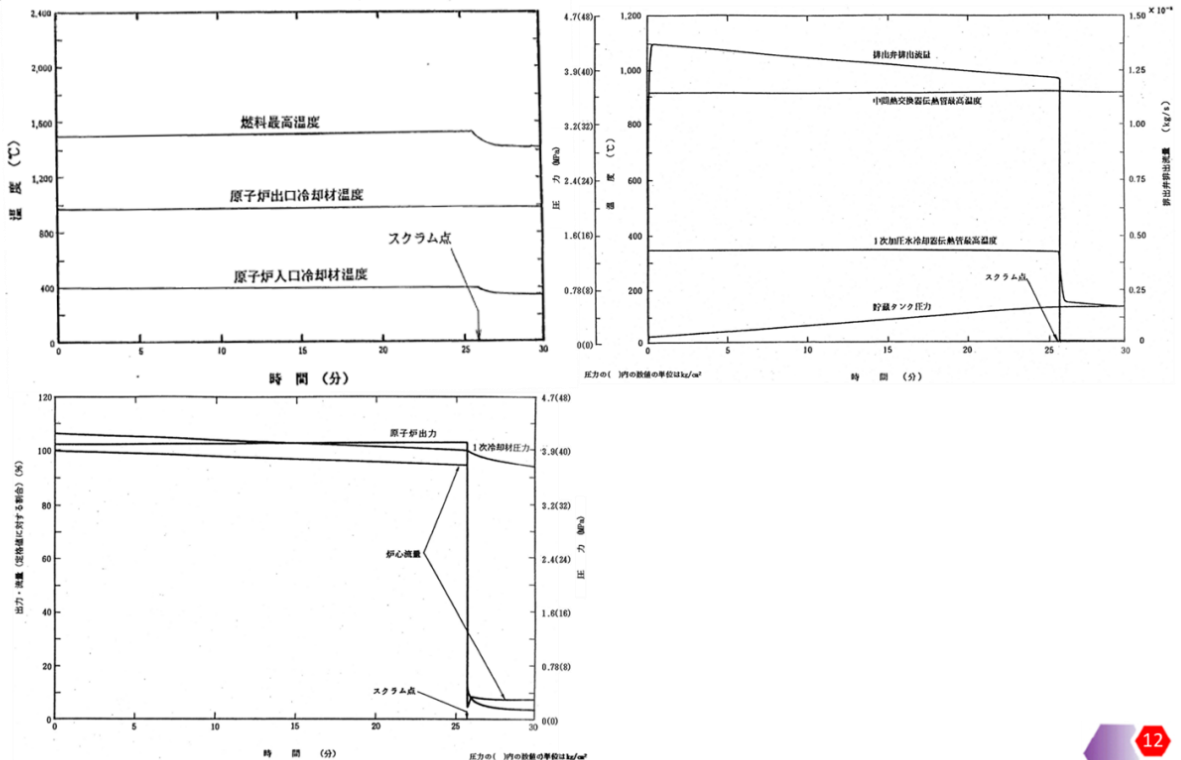 2,400
2,000
1,500
1,200
800
400
0
温度 (℃)
燃料最高温度
原子炉出口冷却材温度
スクラム点
原子炉入口冷却材温度
0 5 10 15 20 25 30
時間 (分)
4.7(48)
3.9(40)
3.2(32)
2.4(24)
1.6(16)
0.78(8)
0(0)
圧力 (MPa)
1,200
1,000
800
600
400
200
0
温度 (℃)
排出弁排出流量
中間熱交換器伝熱管最高温度
1次加圧水冷却器伝熱管最高温度
スクラム点
貯蔵タンク圧力
1.50
1.25
1.00
0.75
0.50
0.25
0
排出弁排出流量 (kg/s)
0 5 10 15 20 25 30
圧力の( )内の数値の単位はkg/cm²
時間 (分)
120
100
80
60
40
20
0
出力・流量 (定格値に対する割合) (%)
原子炉出力
1次冷却材圧力
炉心流量
スクラム点
4.7(48)
3.9(40)
3.2(32)
2.4(24)
1.6(16)
0.78(8)
0(0)
圧力 (MPa)
0 5 10 15 20 25 30
時間 (分)
圧力の( )内の数値の単位はkg/cm²
12